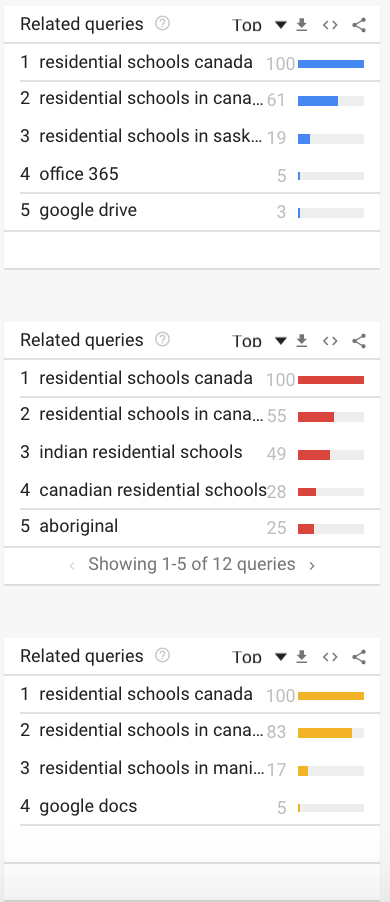 Related queries ? Top
1 residential schools canada 100
2 residential schools in cana... 61
3 residential schools in sask... 19
4 office 365 5
5 google drive 3
Related queries ? Top
1 residential schools canada 100
2 residential schools in cana... 55
3 indian residential schools 49
4 canadian residential schools 28
5 aboriginal 25
Showing 1-5 of 12 queries
Related queries ? Top
1 residential schools canada 100
2 residential schools in cana... 83
3 residential schools in mani... 17
4 google docs 5